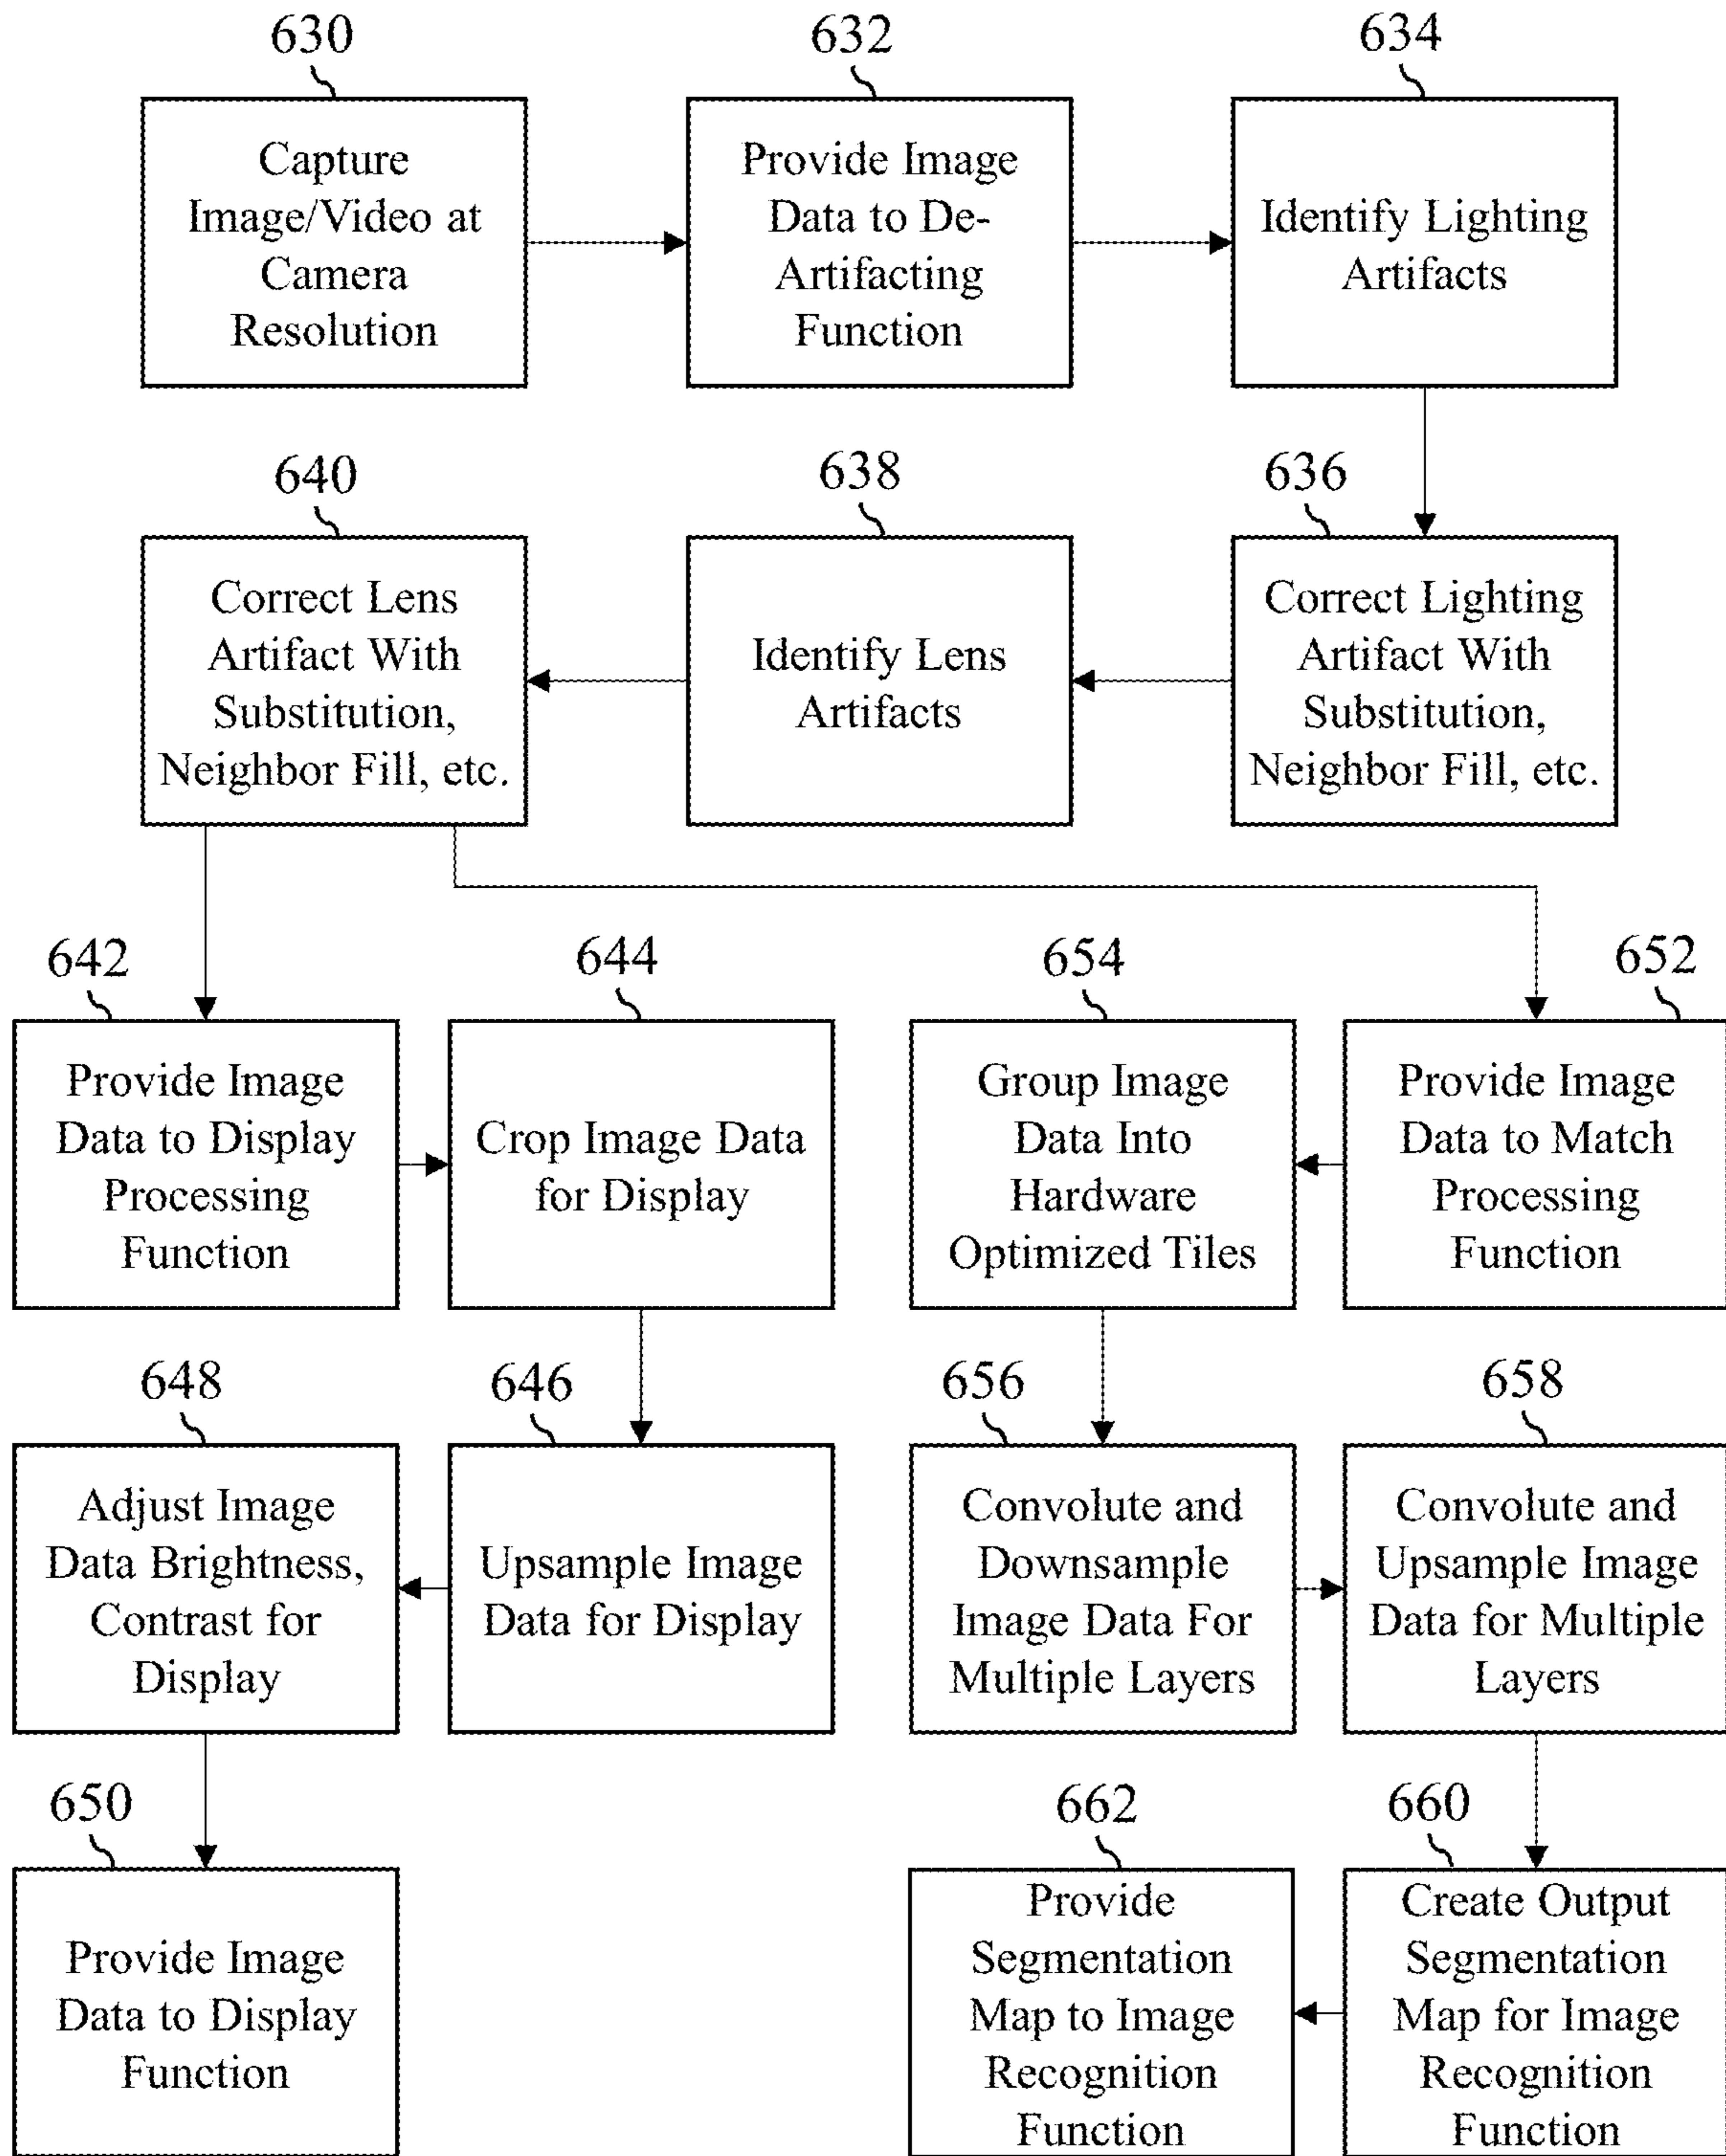 630
Capture
Image/Video at
Camera
Resolution
632
Provide Image
Data to De-
Artifacting
Function
634
Identify Lighting
Artifacts
640
Correct Lens
Artifact With
Substitution,
Neighbor Fill, etc.
638
Identify Lens
Artifacts
636
Correct Lighting
Artifact With
Substitution,
Neighbor Fill, etc.
642
Provide Image
Data to Display
Processing
Function
644
Crop Image Data
for Display
654
Group Image
Data Into
Hardware
Optimized Tiles
652
Provide Image
Data to Match
Processing
Function
648
Adjust Image
Data Brightness,
Contrast for
Display
646
Upsample Image
Data for Display
656
Convolute and
Downsample
Image Data For
Multiple Layers
658
Convolute and
Upsample Image
Data for Multiple
Layers
650
Provide Image
Data to Display
Function
662
Provide
Segmentation
Map to Image
Recognition
Function
660
Create Output
Segmentation
Map for Image
Recognition
Function